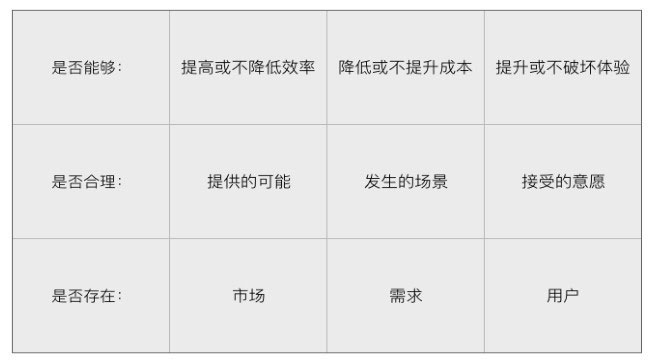 是否能够： 提高或不降低效率 降低或不提升成本 提升或不破坏体验
是否合理： 提供的可能 发生的场景 接受的意愿
是否存在： 市场 需求 用户